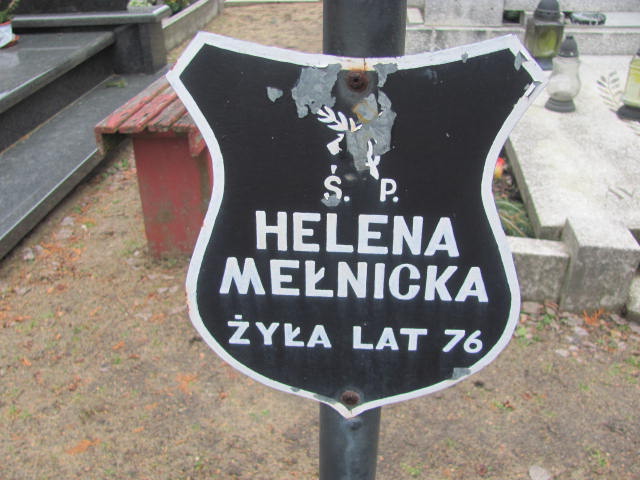 Ś. P.
HELENA
MEŁNICKA
ŻYŁA LAT 76